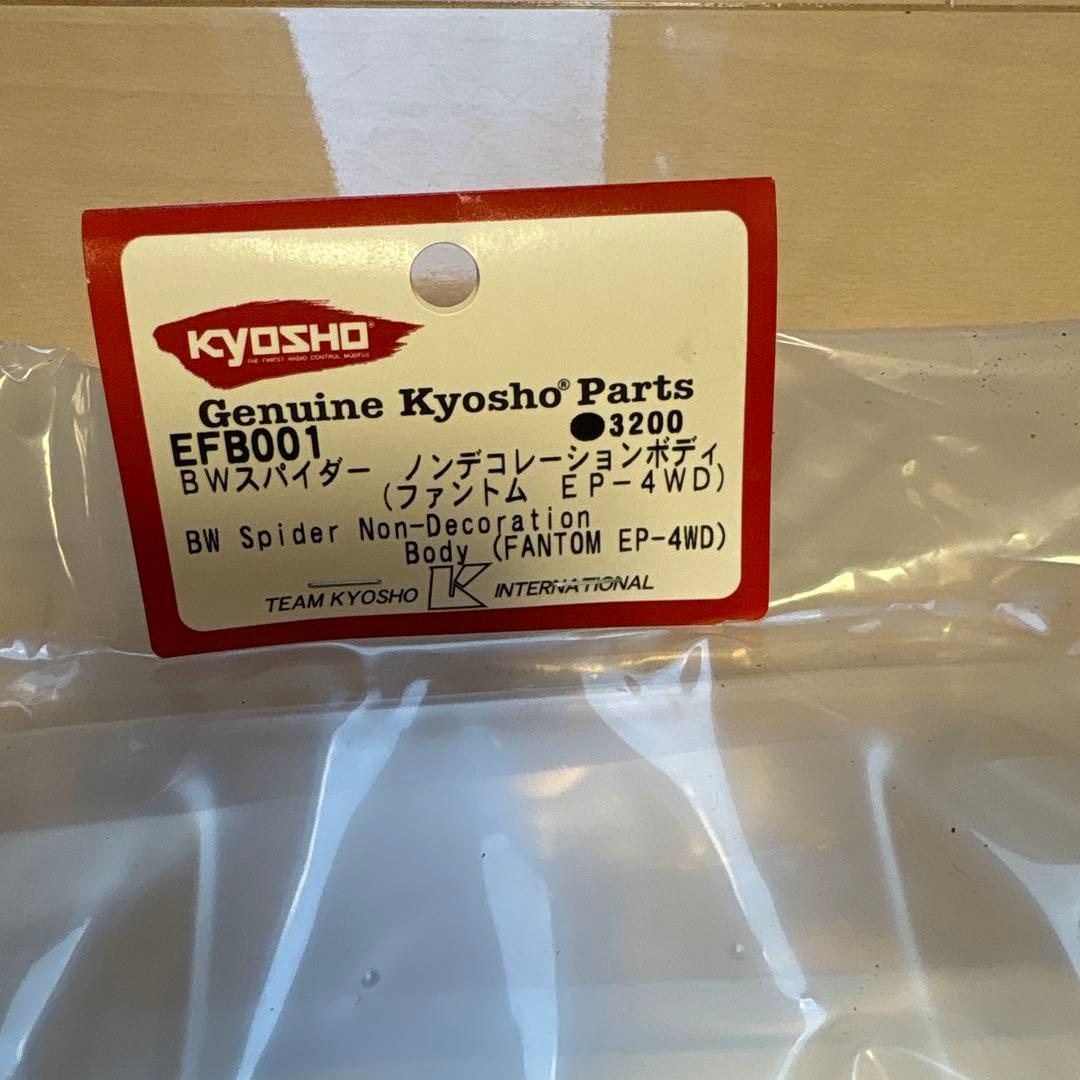 KYOSHO
THE FINEST RADIO CONTROL MODELS
Genuine Kyosho® Parts
EFB001 ●3200
BWスパイダー ノンデコレーションボディ
(ファントム EP-4WD)
BW Spider Non-Decoration
Body (FANTOM EP-4WD)
TEAM KYOSHO K INTERNATIONAL